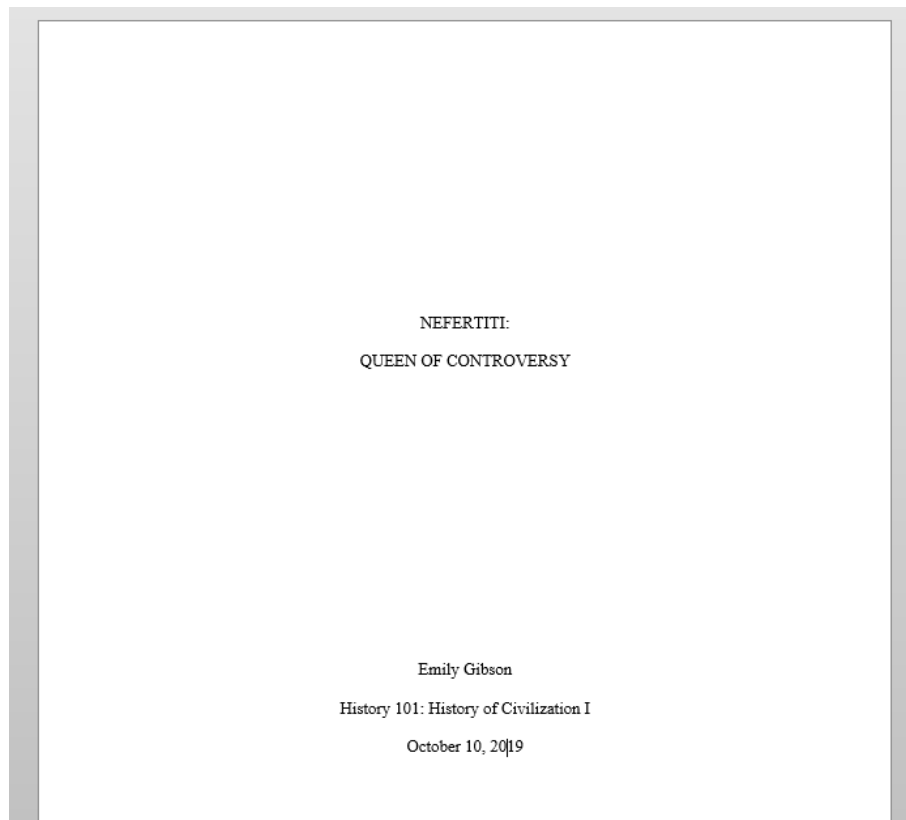 NEFERTITI:
QUEEN OF CONTROVERSY
Emily Gibson
History 101: History of Civilization I
October 10, 2019